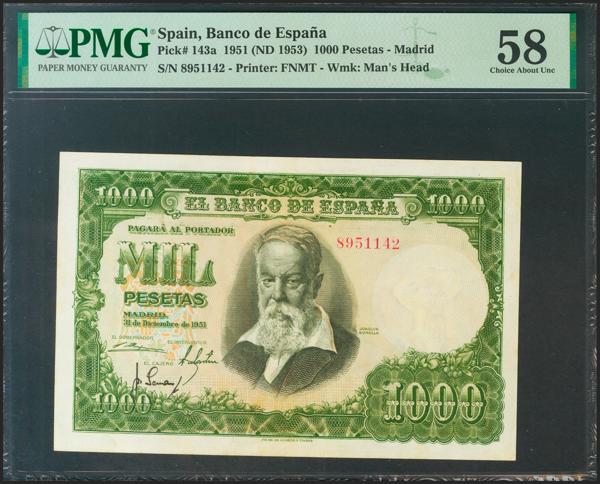 PMG
PAPER MONEY GUARANTY
Spain, Banco de España
Pick# 143a 1951 (ND 1953) 1000 Pesetas - Madrid
S/N 8951142 - Printer: FNMT - Wmk: Man's Head
58
Choice About Unc
1000
EL BANCO DE ESPAÑA
1000
PAGARÁ AL PORTADOR
8951142
MIL
PESETAS
MADRID
31 de Diciembre de 1951
EL GOBERNADOR
EL INTERVENTOR
JOAQUIN
SOROLLA
EL CAJERO
1000
1000